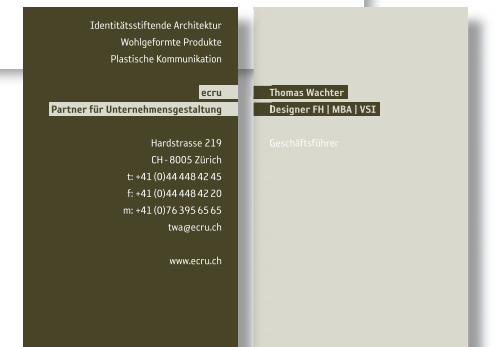 Identitätsstiftende Architektur
Wohlgeformte Produkte
Plastische Kommunikation
ecru
Partner für Unternehmensgestaltung
Hardstrasse 219
CH - 8005 Zürich
t: +41 (0)44 448 42 45
f: +41 (0)44 448 42 20
m: +41 (0)76 395 65 65
twa@ecru.ch
www.ecru.ch
Thomas Wachter
Designer FH | MBA | VSI
Geschäftsführer